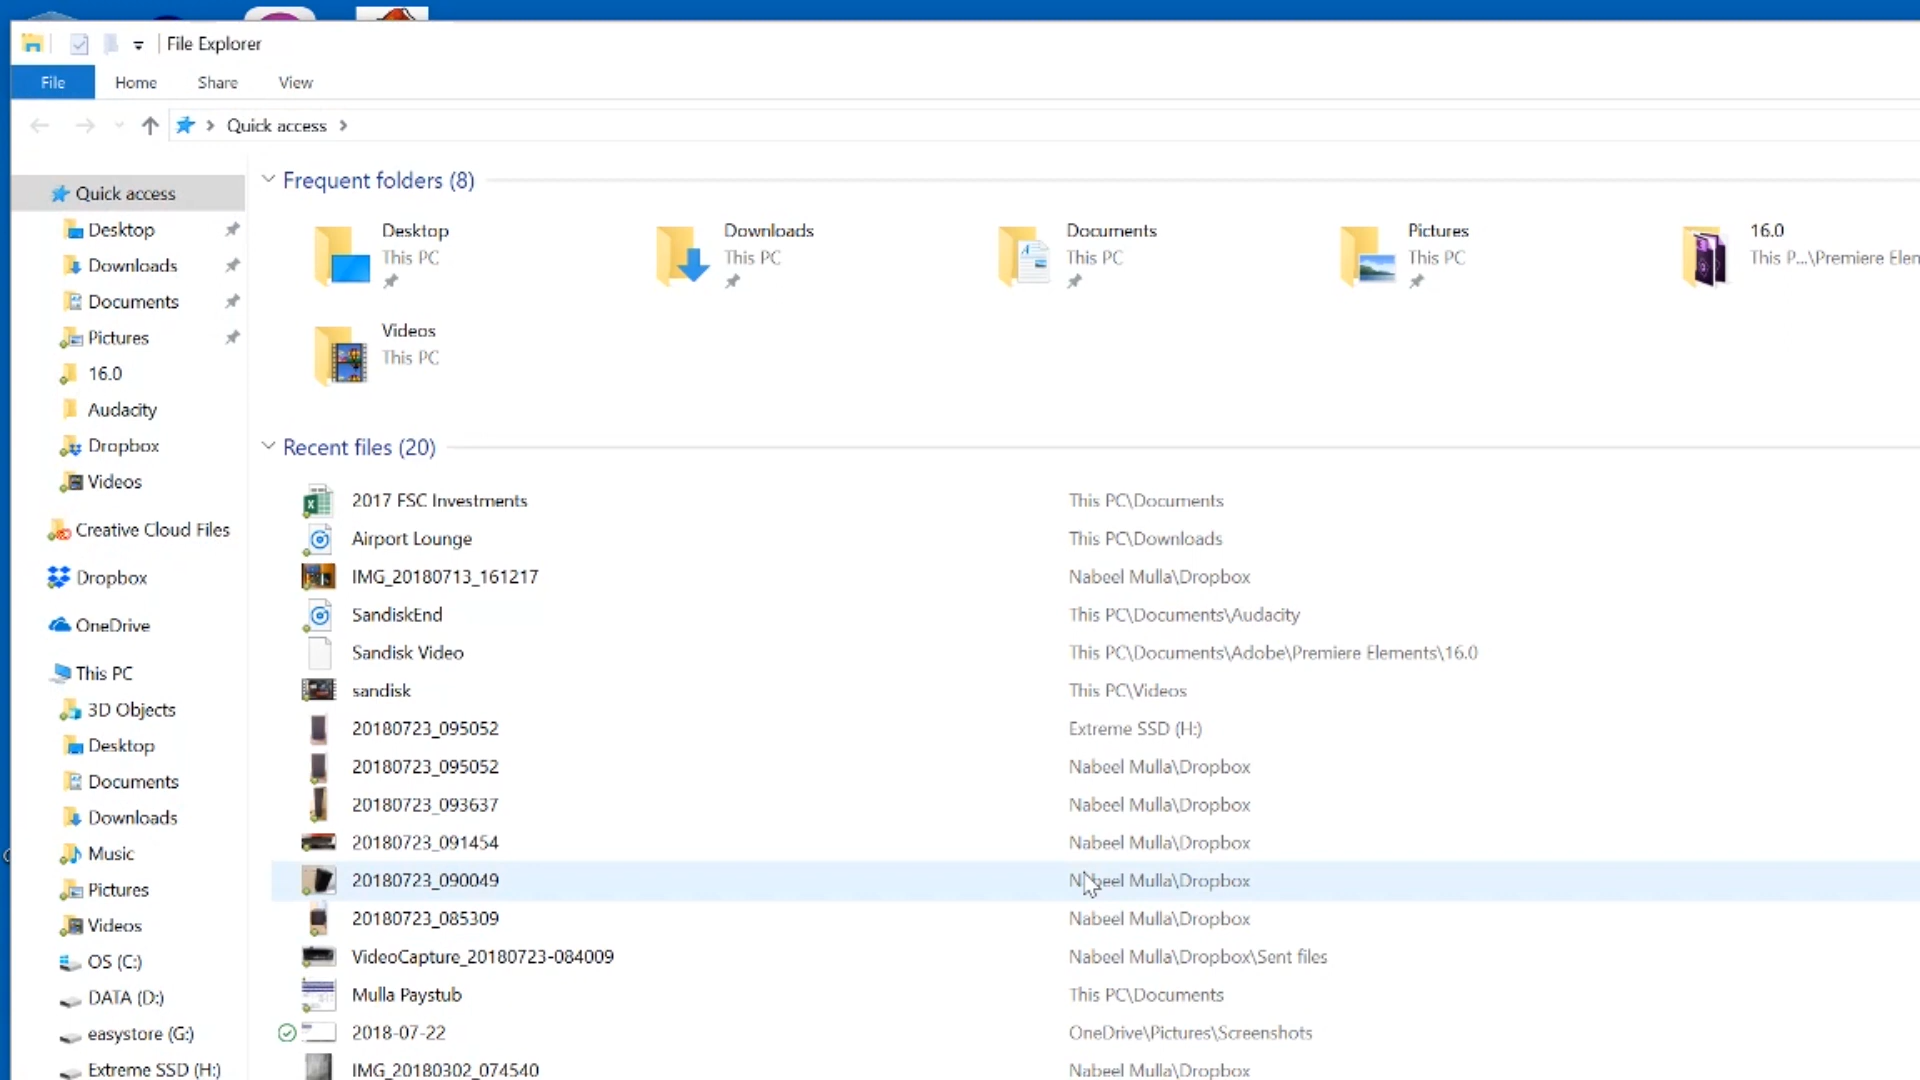 File Explorer
File Home Share View
Quick access
Quick access
Desktop
Downloads
Documents
Pictures
16.0
Audacity
Dropbox
Videos
Creative Cloud Files
Dropbox
OneDrive
This PC
3D Objects
Desktop
Documents
Downloads
Music
Pictures
Videos
OS (C:)
DATA (D:)
easystore (G:)
Extreme SSD (H:)
Frequent folders (8)
Desktop
This PC
Downloads
This PC
Documents
This PC
Pictures
This PC
16.0
This P...\Premiere Elem
Videos
This PC
Recent files (20)
2017 FSC Investments This PC\Documents
Airport Lounge This PC\Downloads
IMG_20180713_161217 Nabeel Mulla\Dropbox
SandiskEnd This PC\Documents\Audacity
Sandisk Video This PC\Documents\Adobe\Premiere Elements\16.0
sandisk This PC\Videos
20180723_095052 Extreme SSD (H:)
20180723_095052 Nabeel Mulla\Dropbox
20180723_093637 Nabeel Mulla\Dropbox
20180723_091454 Nabeel Mulla\Dropbox
20180723_090049 Nabeel Mulla\Dropbox
20180723_085309 Nabeel Mulla\Dropbox
VideoCapture_20180723-084009 Nabeel Mulla\Dropbox\Sent files
Mulla Paystub This PC\Documents
2018-07-22 OneDrive\Pictures\Screenshots
IMG_20180302_074540 Nabeel Mulla\Dropbox